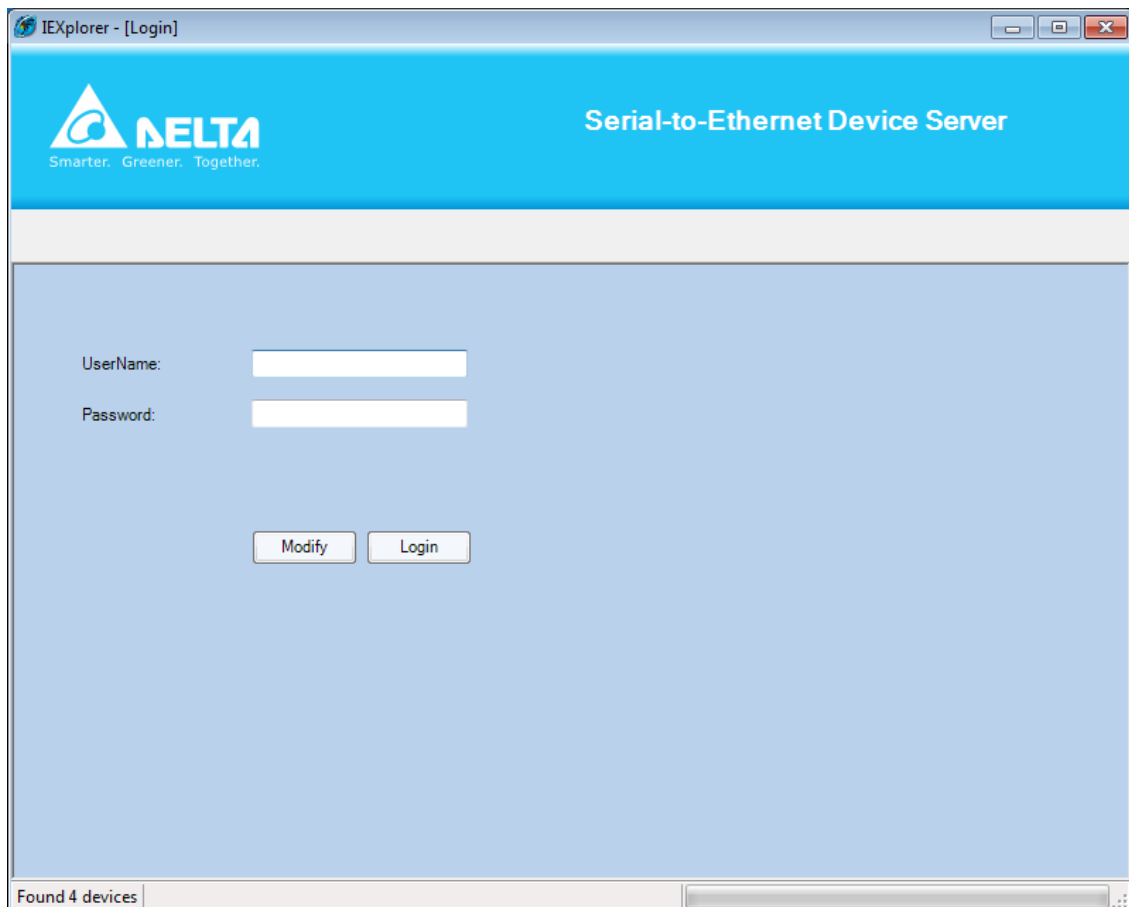 IEXplorer - [Login]
DELTA
Smarter. Greener. Together.
Serial-to-Ethernet Device Server
UserName:
Password:
Modify
Login
Found 4 devices